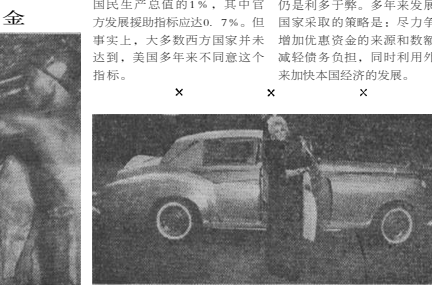 金
国民生产总值的1%，其中官
方发展援助指标应达0．7%。但
事实上，大多数西方国家并未
达到，美国多年来不同意这个
指标。
仍是利多于弊。多年来发展
国家采取的策略是；尽力争
增加优惠资金的来源和数额
减轻债务负担，同时利用外
来加快本国经济的发展。
× × ×